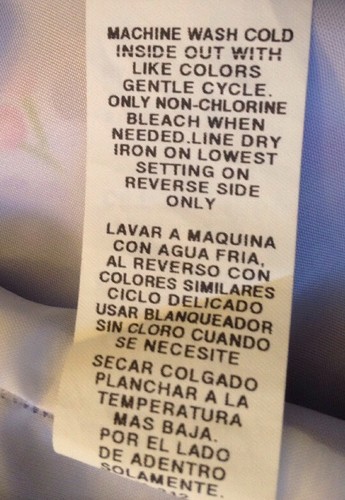 MACHINE WASH COLD
INSIDE OUT WITH
LIKE COLORS
GENTLE CYCLE.
ONLY NON-CHLORINE
BLEACH WHEN
NEEDED.LINE DRY
IRON ON LOWEST
SETTING ON
REVERSE SIDE
ONLY
LAVAR A MAQUINA
CON AGUA FRIA,
AL REVERSO CON
COLORES SIMILARES
CICLO DELICADO
USAR BLANQUEADOR
SIN CLORO CUANDO
SE NECESITE
SECAR COLGADO
PLANCHAR A LA
TEMPERATURA
MAS BAJA.
POR EL LADO
DE ADENTRO
SOLAMENTE.